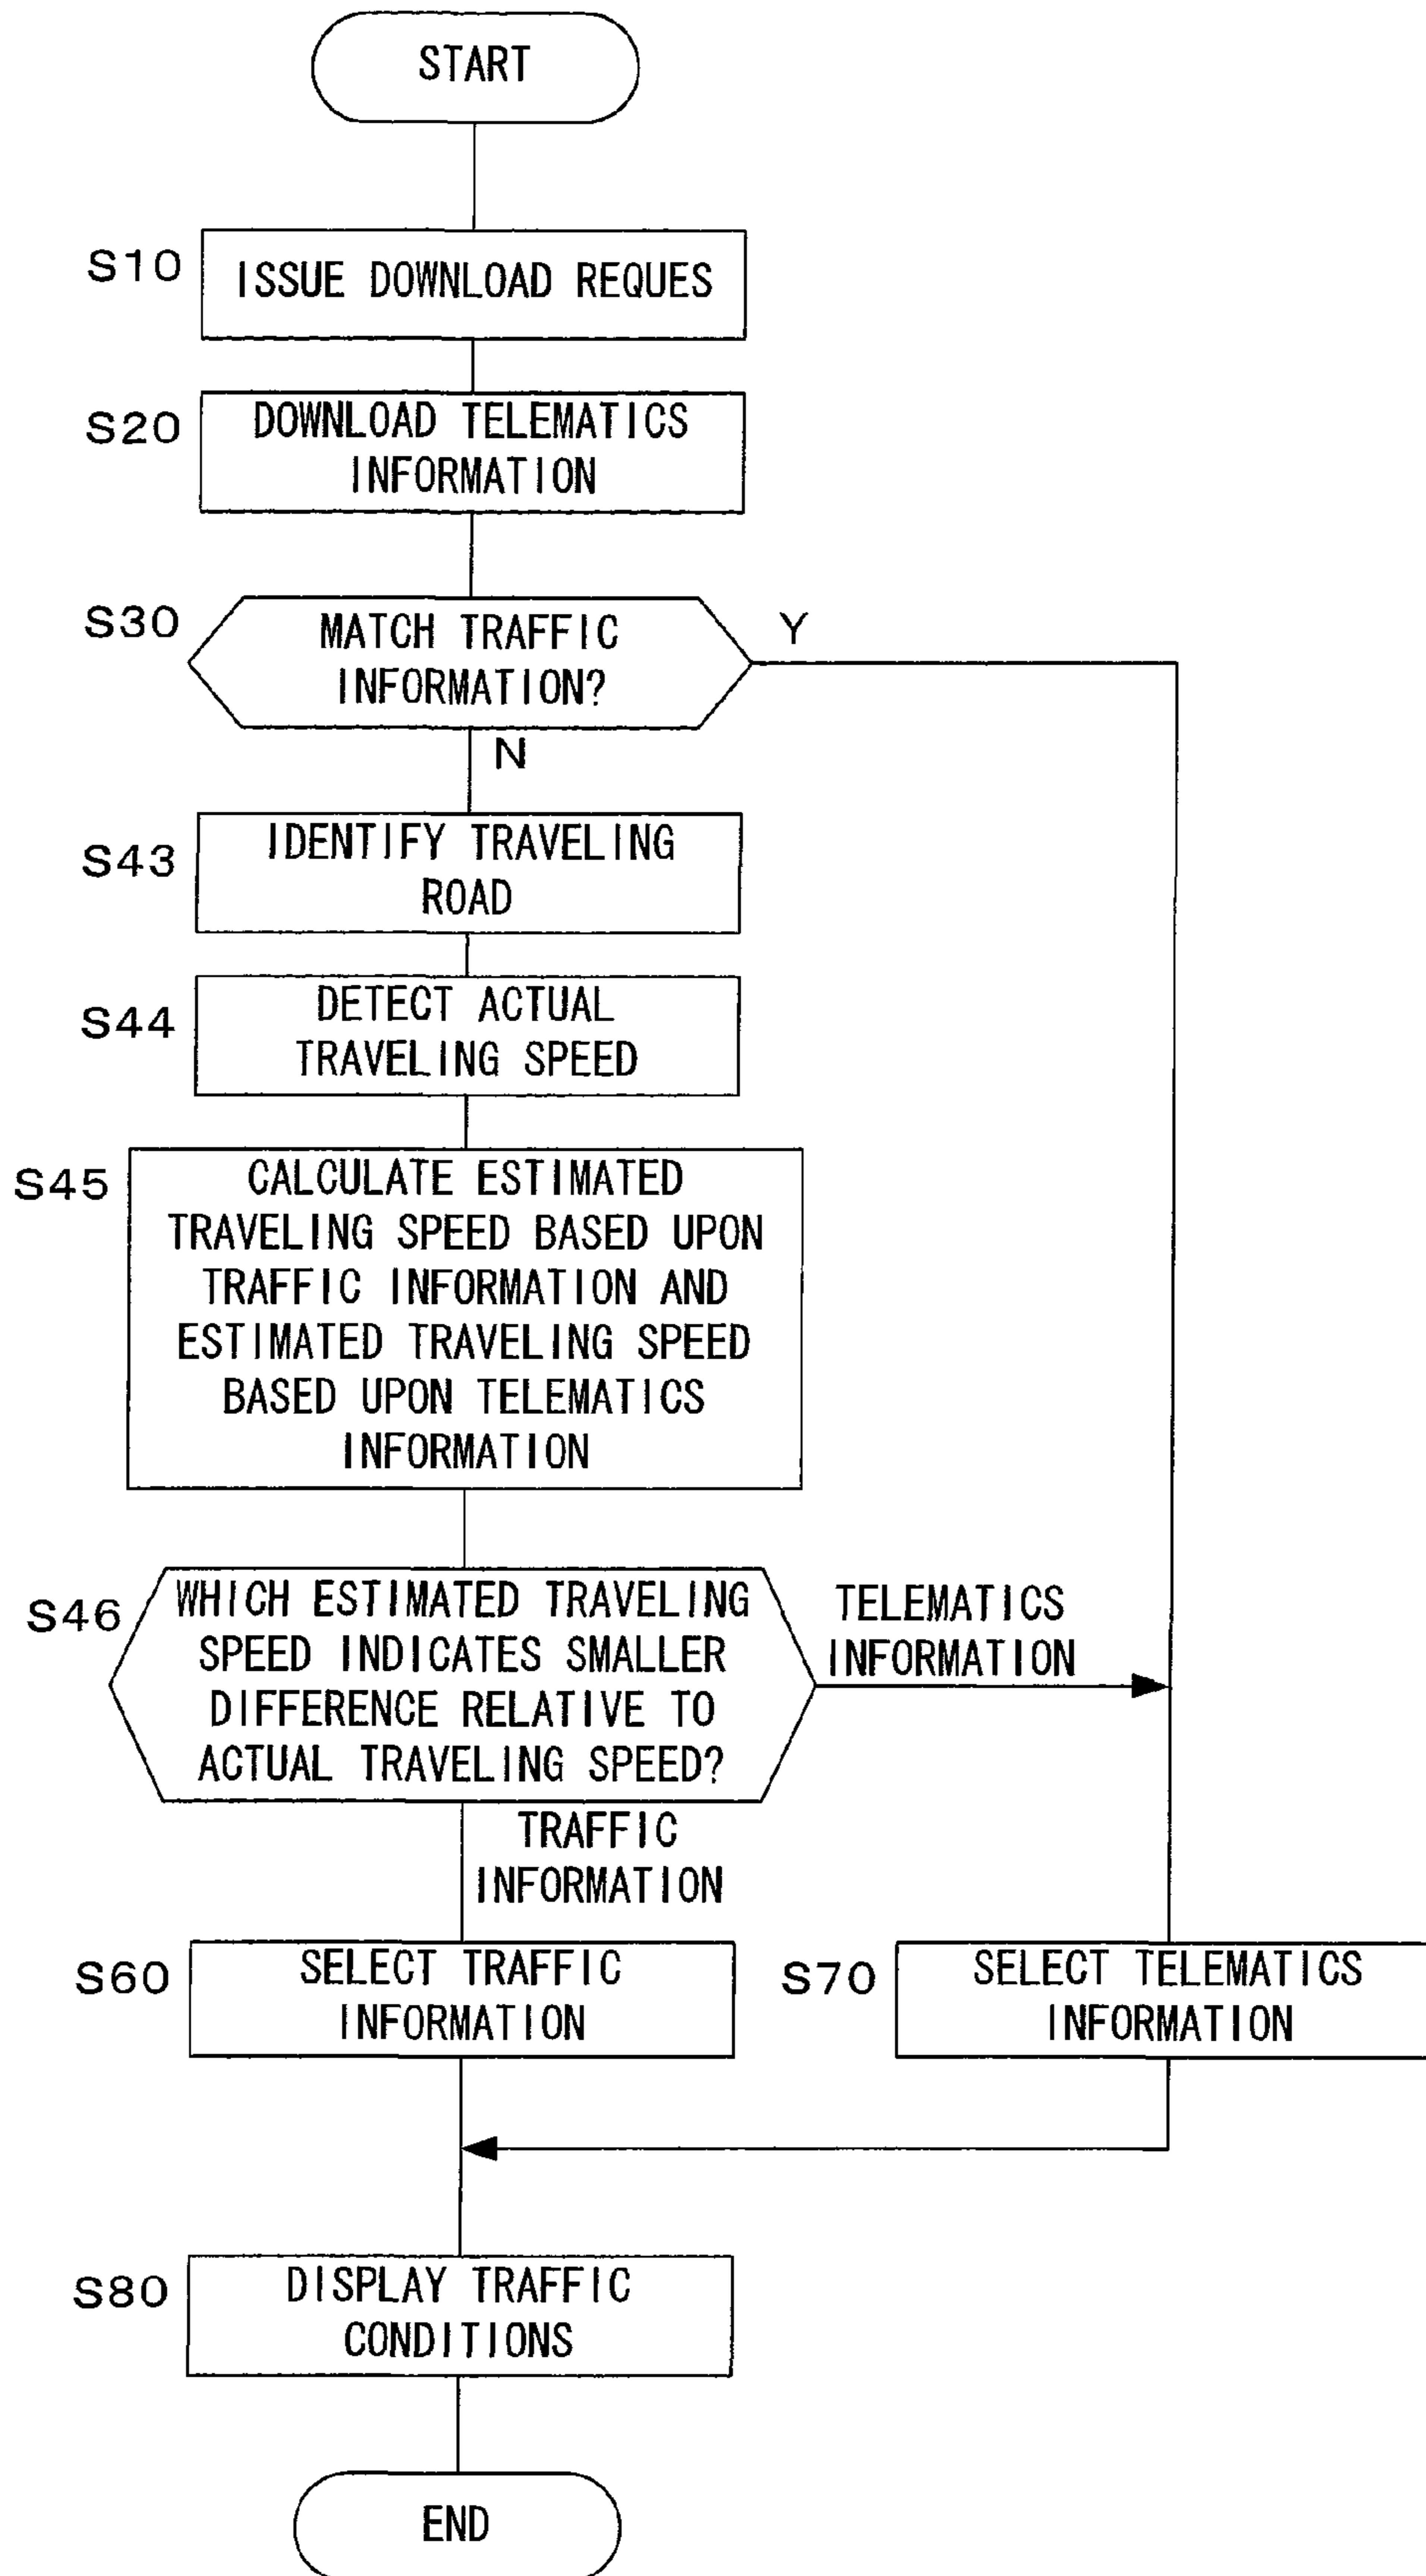 START
S10
ISSUE DOWNLOAD REQUES
S20
DOWNLOAD TELEMATICS
INFORMATION
S30
MATCH TRAFFIC
INFORMATION?
Y
N
S43
IDENTIFY TRAVELING
ROAD
S44
DETECT ACTUAL
TRAVELING SPEED
S45
CALCULATE ESTIMATED
TRAVELING SPEED BASED UPON
TRAFFIC INFORMATION AND
ESTIMATED TRAVELING SPEED
BASED UPON TELEMATICS
INFORMATION
S46
WHICH ESTIMATED TRAVELING
SPEED INDICATES SMALLER
DIFFERENCE RELATIVE TO
ACTUAL TRAVELING SPEED?
TELEMATICS
INFORMATION
TRAFFIC
INFORMATION
S60
SELECT TRAFFIC
INFORMATION
S70
SELECT TELEMATICS
INFORMATION
S80
DISPLAY TRAFFIC
CONDITIONS
END